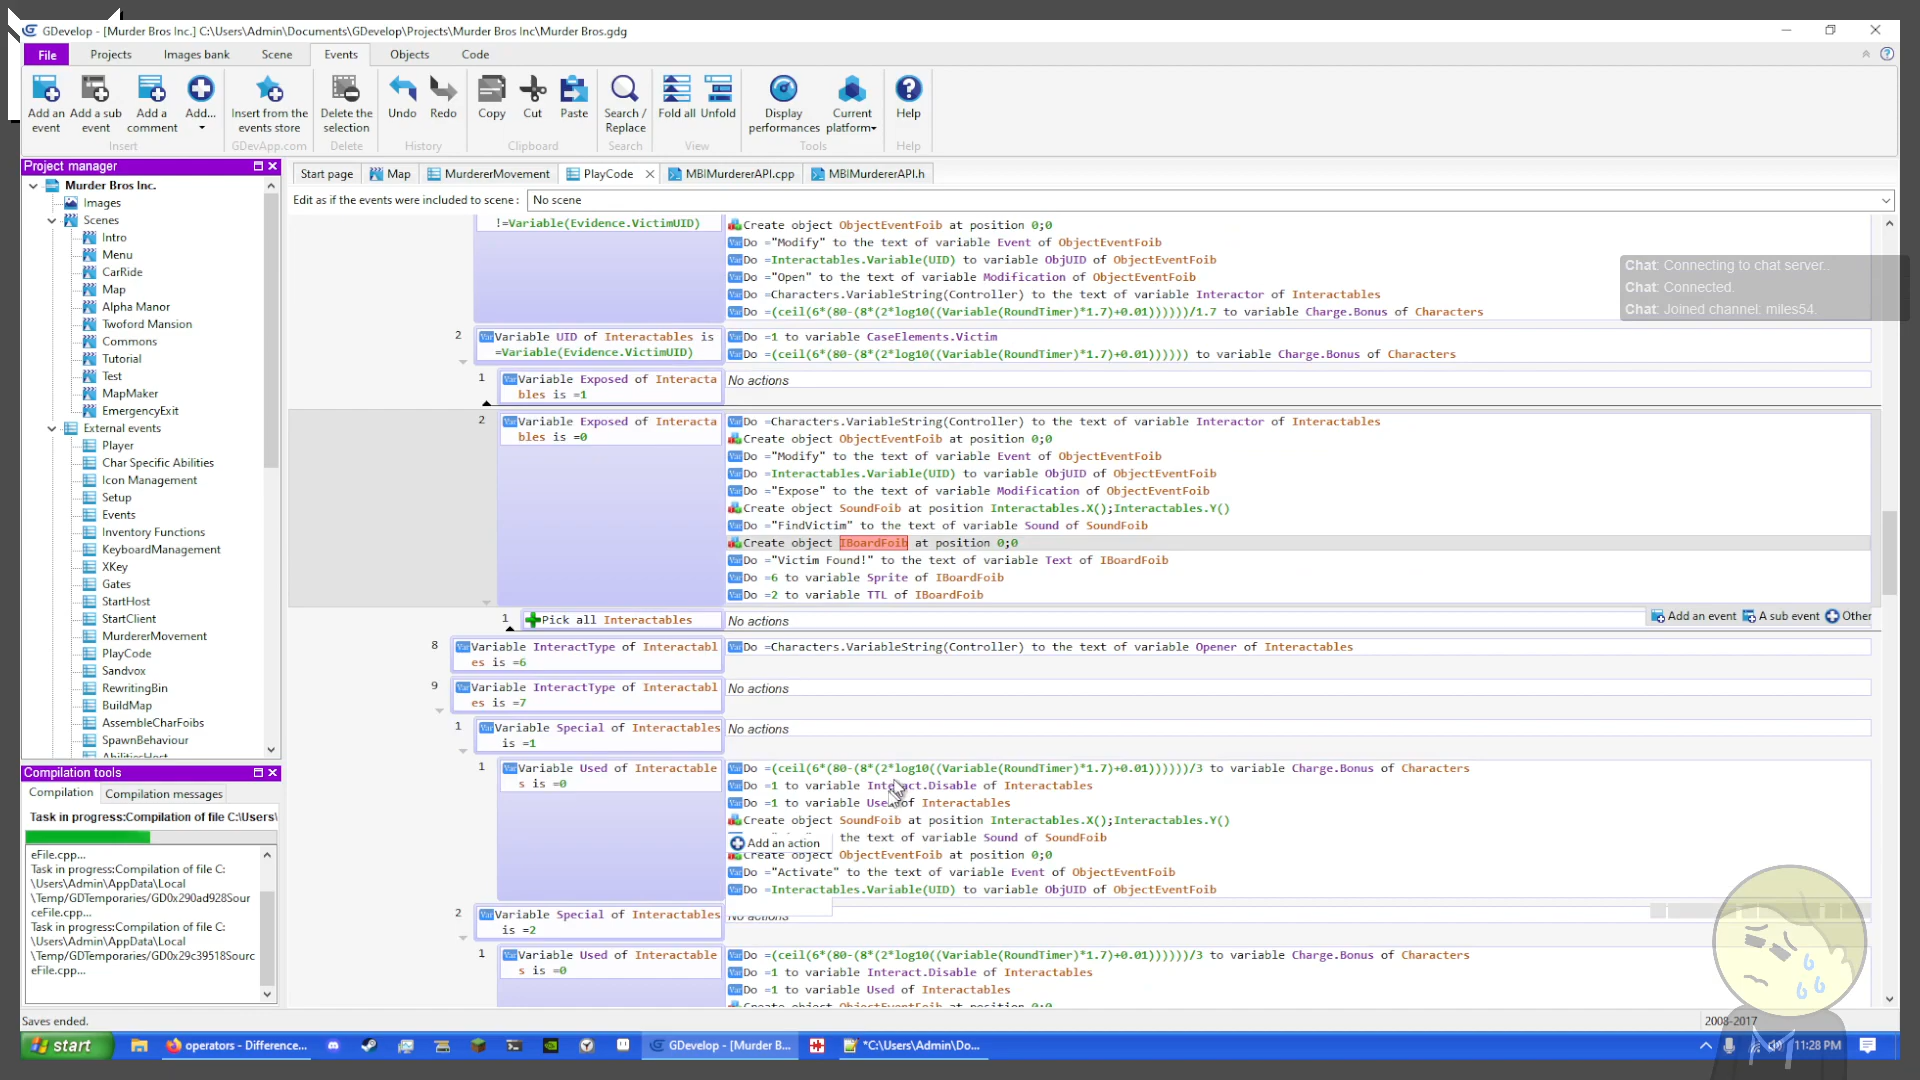 GDevelop - [Murder Bros Inc.] C:\Users\Admin\Documents\GDevelop\Projects\Murder Bros Inc\Murder Bros.gdg
File Projects Images bank Scene Events Objects Code
Add an event
Add a sub event
Add a comment
Add...
Insert from the events store
Delete the selection
Undo Redo
Copy Cut Paste
Search / Replace
Fold all Unfold
Display performances
Current platform
Help
Insert GDevApp.com Delete History Clipboard Search View Tools Help
Project manager
Murder Bros Inc.
Images
Scenes
Intro
Menu
CarRide
Map
Alpha Manor
Twoford Mansion
Commons
Tutorial
Test
MapMaker
EmergencyExit
External events
Player
Char Specific Abilities
Icon Management
Setup
Events
Inventory Functions
KeyboardManagement
XKey
Gates
StartHost
StartClient
MurdererMovement
PlayCode
Sandvox
RewritingBin
BuildMap
AssembleCharFoibs
SpawnBehaviour
Compilation tools
Compilation Compilation messages
Task in progress:Compilation of file C:\Users\
eFile.cpp...
Task in progress:Compilation of file C:
\Users\Admin\AppData\Local
\Temp/GDTemporaries/GD0x290ad928Sour
ceFile.cpp...
Task in progress:Compilation of file C:
\Users\Admin\AppData\Local
\Temp/GDTemporaries/GD0x29c39518Sourc
eFile.cpp...
Start page Map MurdererMovement PlayCode MBIMurdererAPI.cpp MBIMurdererAPI.h
Edit as if the events were included to scene : No scene
!=Variable(Evidence.VictimUID)
Create object ObjectEventFoib at position 0;0
Do ="Modify" to the text of variable Event of ObjectEventFoib
Do =Interactables.Variable(UID) to variable ObjUID of ObjectEventFoib
Do ="Open" to the text of variable Modification of ObjectEventFoib
Do =Characters.VariableString(Controller) to the text of variable Interactor of Interactables
Do =(ceil(6*(80-(8*(2*log10((Variable(RoundTimer)*1.7)+0.01))))))/1.7 to variable Charge.Bonus of Characters
2 Variable UID of Interactables is
=Variable(Evidence.VictimUID)
Do =1 to variable CaseElements.Victim
Do =(ceil(6*(80-(8*(2*log10((Variable(RoundTimer)*1.7)+0.01)))))) to variable Charge.Bonus of Characters
1 Variable Exposed of Interacta
bles is =1
No actions
2 Variable Exposed of Interacta
bles is =0
Do =Characters.VariableString(Controller) to the text of variable Interactor of Interactables
Create object ObjectEventFoib at position 0;0
Do ="Modify" to the text of variable Event of ObjectEventFoib
Do =Interactables.Variable(UID) to variable ObjUID of ObjectEventFoib
Do ="Expose" to the text of variable Modification of ObjectEventFoib
Create object SoundFoib at position Interactables.X();Interactables.Y()
Do ="FindVictim" to the text of variable Sound of SoundFoib
Create object IBoardFoib at position 0;0
Do ="Victim Found!" to the text of variable Text of IBoardFoib
Do =6 to variable Sprite of IBoardFoib
Do =2 to variable TTL of IBoardFoib
1 Pick all Interactables
No actions
Add an event A sub event Other
8 Variable InteractType of Interactabl
es is =6
Do =Characters.VariableString(Controller) to the text of variable Opener of Interactables
9 Variable InteractType of Interactabl
es is =7
No actions
1 Variable Special of Interactables
is =1
No actions
1 Variable Used of Interactable
s is =0
Do =(ceil(6*(80-(8*(2*log10((Variable(RoundTimer)*1.7)+0.01))))))/3 to variable Charge.Bonus of Characters
Do =1 to variable Interact.Disable of Interactables
Do =1 to variable Used of Interactables
Create object SoundFoib at position Interactables.X();Interactables.Y()
the text of variable Sound of SoundFoib
Add an action
Create object ObjectEventFoib at position 0;0
Do ="Activate" to the text of variable Event of ObjectEventFoib
Do =Interactables.Variable(UID) to variable ObjUID of ObjectEventFoib
2 Variable Special of Interactables
is =2
No actions
1 Variable Used of Interactable
s is =0
Do =(ceil(6*(80-(8*(2*log10((Variable(RoundTimer)*1.7)+0.01))))))/3 to variable Charge.Bonus of Characters
Do =1 to variable Interact.Disable of Interactables
Do =1 to variable Used of Interactables
Create object ObjectEventFoib at position 0;0
Chat: Connecting to chat server..
Chat: Connected.
Chat: Joined channel: miles54.
Saves ended.
2008-2017
start
operators - Difference...
GDevelop - [Murder B...
*C:\Users\Admin\Do...
11:28 PM